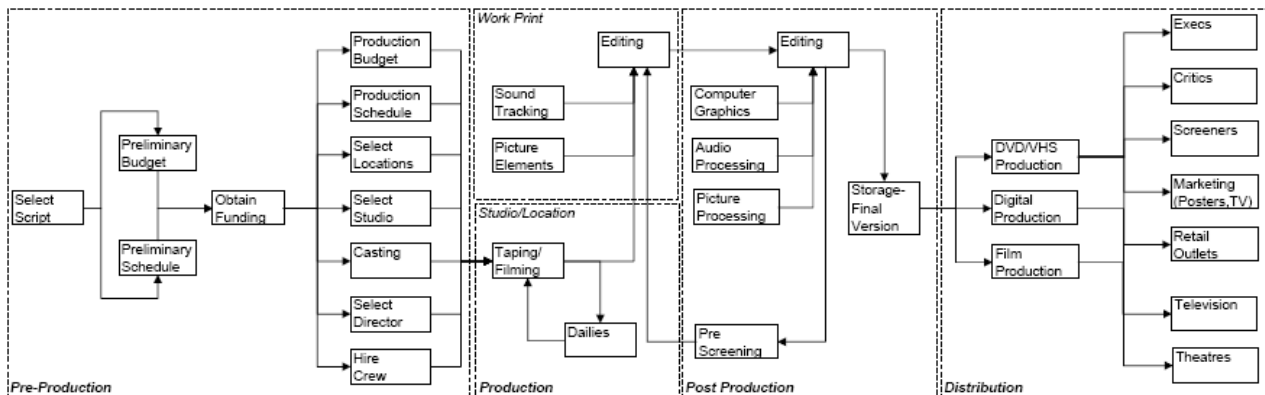 Select
Script
Preliminary
Budget
Preliminary
Schedule
Obtain
Funding
Production
Budget
Production
Schedule
Select
Locations
Select
Studio
Casting
Select
Director
Hire
Crew
Pre-Production
Work Print
Editing
Sound
Tracking
Picture
Elements
Studio/Location
Taping/
Filming
Dailies
Production
Editing
Computer
Graphics
Audio
Processing
Picture
Processing
Storage-
Final
Version
Pre
Screening
Post Production
DVD/VHS
Production
Digital
Production
Film
Production
Execs
Critics
Screeners
Marketing
(Posters,TV)
Retail
Outlets
Television
Theatres
Distribution